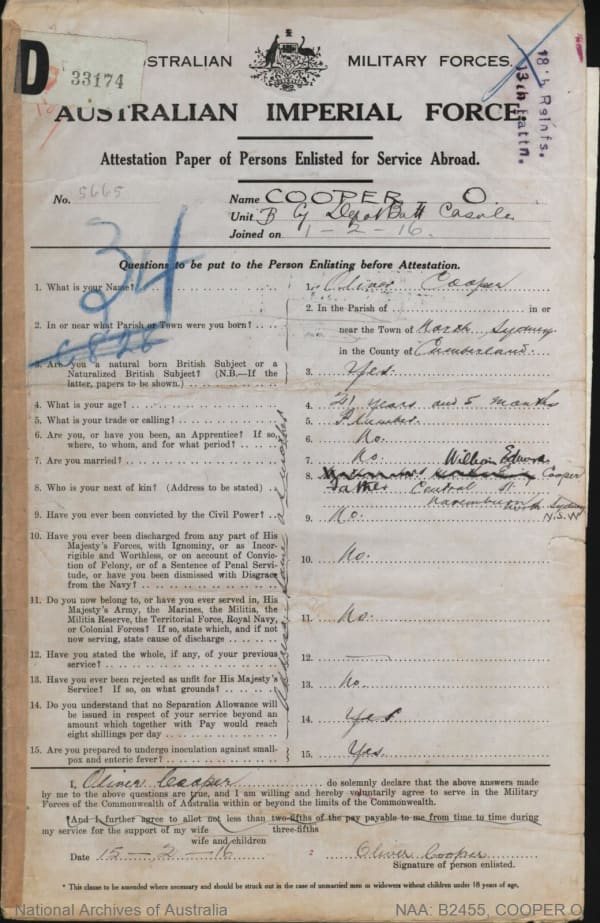 D
33174
AUSTRALIAN MILITARY FORCES.
18th Reinfs.
13th Battn.
AUSTRALIAN IMPERIAL FORCE.
Attestation Paper of Persons Enlisted for Service Abroad.
No. 5665
Name COOPER O.
Unit B Depot Batt Casula
Joined on 1-2-16.
34
6826
Questions to be put to the Person Enlisting before Attestation.
1. What is your Name? 1. Oliver Cooper
2. In or near what Parish or Town were you born? 2. In the Parish of in or
near the Town of North Sydney
in the County of Cumberland
3. Are you a natural born British Subject or a
Naturalized British Subject? (N.B.—If the
latter, papers to be shown.) 3. Yes.
4. What is your age? 4. 21 years and 5 months
5. What is your trade or calling? 5. Plumber.
6. Are you, or have you been, an Apprentice? If so,
where, to whom, and for what period? 6. No.
7. Are you married? 7. No.
8. Who is your next of kin? (Address to be stated) 8. William Edward Cooper
Father Central St
Naremburn North Sydney
N.S.W
9. Have you ever been convicted by the Civil Power? 9. No.
10. Have you ever been discharged from any part of His
Majesty's Forces, with Ignominy, or as Incor-
rigible and Worthless, or on account of Convic-
tion of Felony, or of a Sentence of Penal Servi-
tude, or have you been dismissed with Disgrace
from the Navy? 10. No.
11. Do you now belong to, or have you ever served in, His
Majesty's Army, the Marines, the Militia, the
Militia Reserve, the Territorial Force, Royal Navy,
or Colonial Forces? If so, state which, and if not
now serving, state cause of discharge 11. No.
12. Have you stated the whole, if any, of your previous
service? 12.
13. Have you ever been rejected as unfit for His Majesty's
Service? If so, on what grounds? 13. No.
14. Do you understand that no Separation Allowance will
be issued in respect of your service beyond an
amount which together with Pay would reach
eight shillings per day 14. Yes
15. Are you prepared to undergo inoculation against small-
pox and enteric fever? 15. Yes.
I, Oliver Cooper do solemnly declare that the above answers made
by me to the above questions are true, and I am willing and hereby voluntarily agree to serve in the Military
Forces of the Commonwealth of Australia within or beyond the limits of the Commonwealth.
*And I further agree to allot not less than two-fifths of the pay payable to me from time to time during
my service for the support of my wife three-fifths
wife and children
Date 15-2-16 2 Oliver Cooper
Signature of person enlisted.
* This clause to be amended where necessary and should be struck out in the case of unmarried men or widowers without children under 18 years of age.
National Archives of Australia NAA: B2455, COOPER O